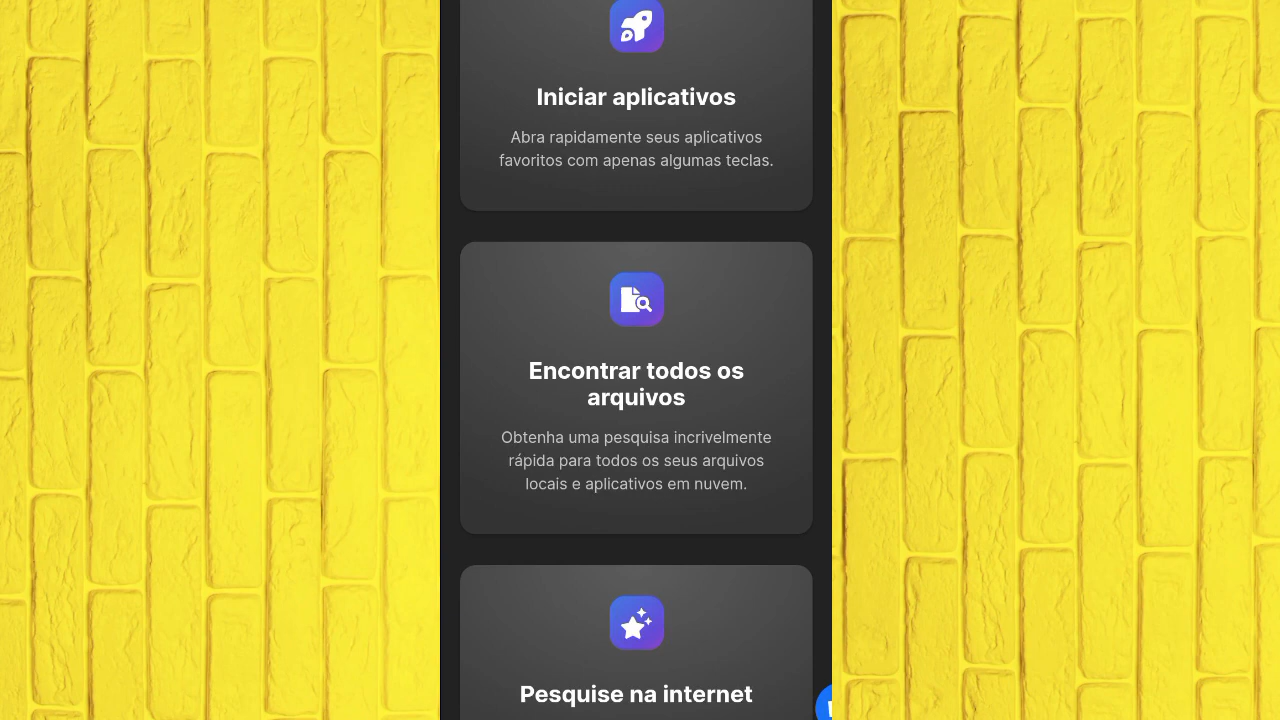 Iniciar aplicativos
Abra rapidamente seus aplicativos
favoritos com apenas algumas teclas.
Encontrar todos os
arquivos
Obtenha uma pesquisa incrivelmente
rápida para todos os seus arquivos
locais e aplicativos em nuvem.
Pesquise na internet